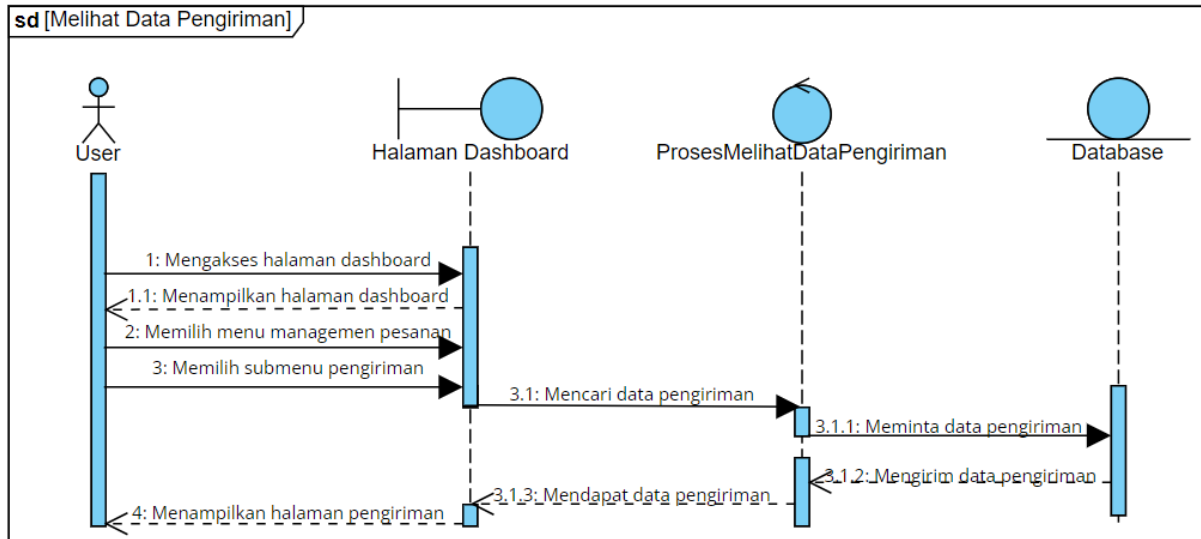 sd [Melihat Data Pengiriman]
User
Halaman Dashboard
ProsesMelihatDataPengiriman
Database
1: Mengakses halaman dashboard
1.1: Menampilkan halaman dashboard
2: Memilih menu managemen pesanan
3: Memilih submenu pengiriman
3.1: Mencari data pengiriman
3.1.1: Meminta data pengiriman
3.1.2: Mengirim data pengiriman
3.1.3: Mendapat data pengiriman
4: Menampilkan halaman pengiriman